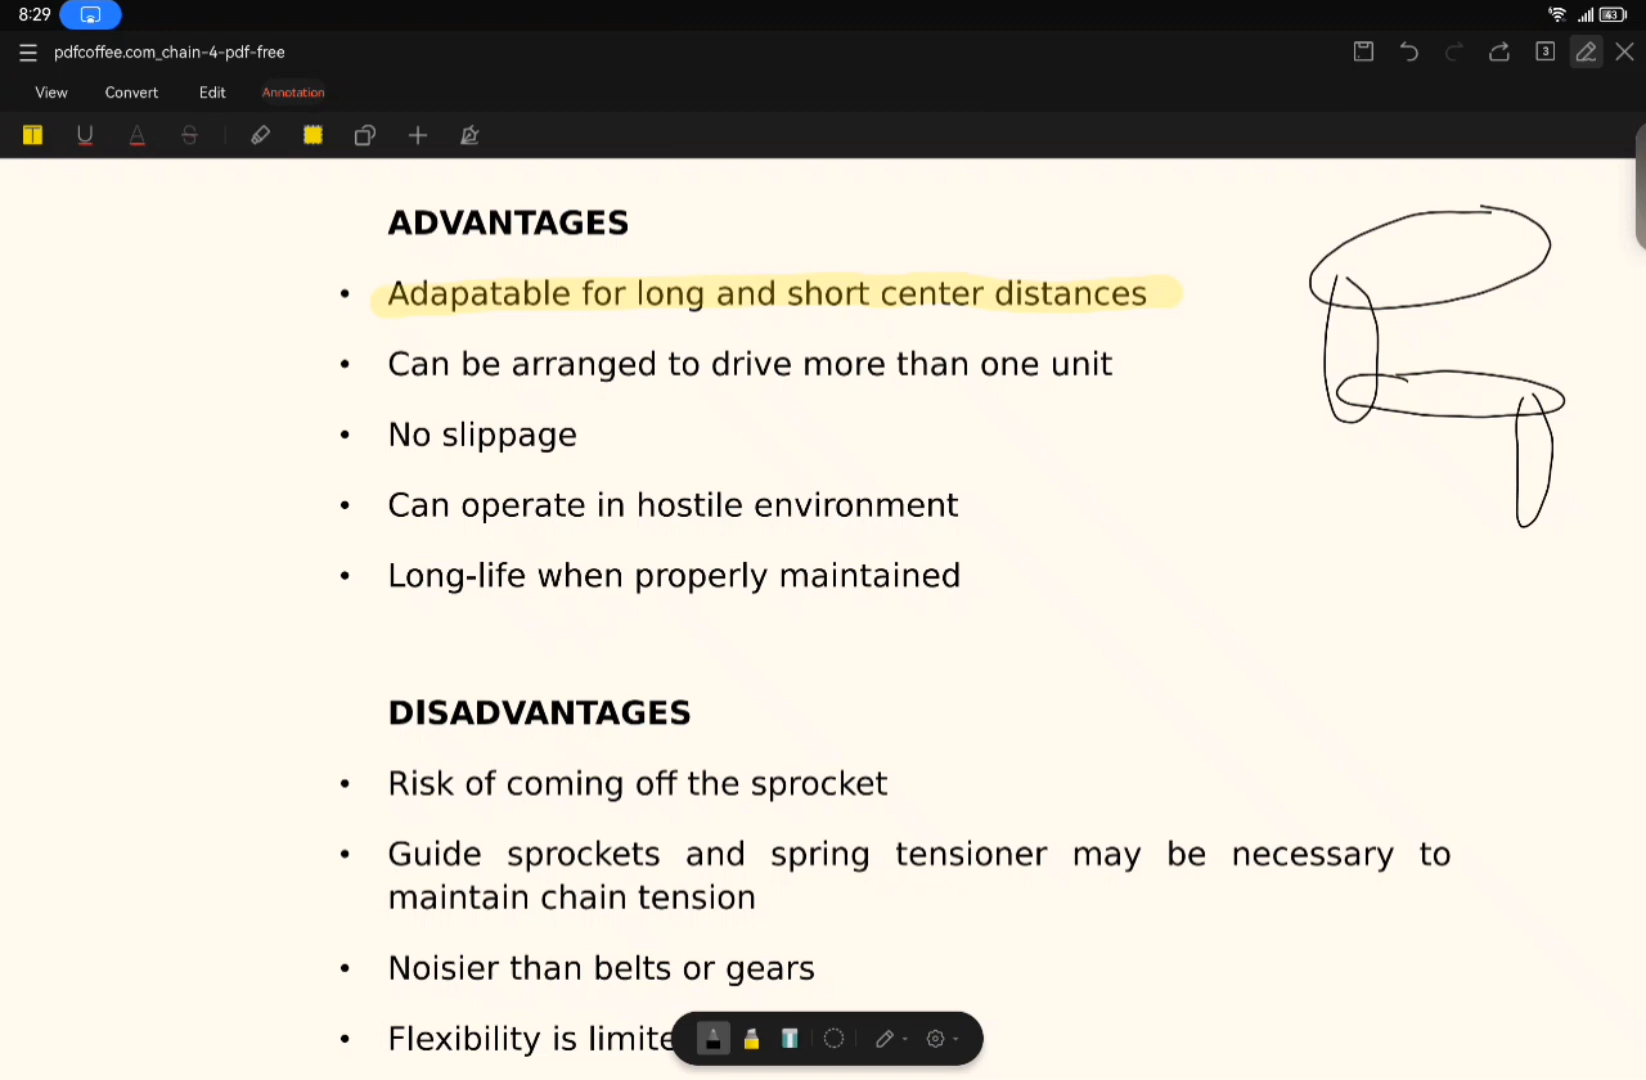 8:29
43
pdfcoffee.com_chain-4-pdf-free
3
View Convert Edit Annotation
T U A S
ADVANTAGES
• Adapatable for long and short center distances
• Can be arranged to drive more than one unit
• No slippage
• Can operate in hostile environment
• Long-life when properly maintained
DISADVANTAGES
• Risk of coming off the sprocket
• Guide sprockets and spring tensioner may be necessary to
maintain chain tension
• Noisier than belts or gears
• Flexibility is limite